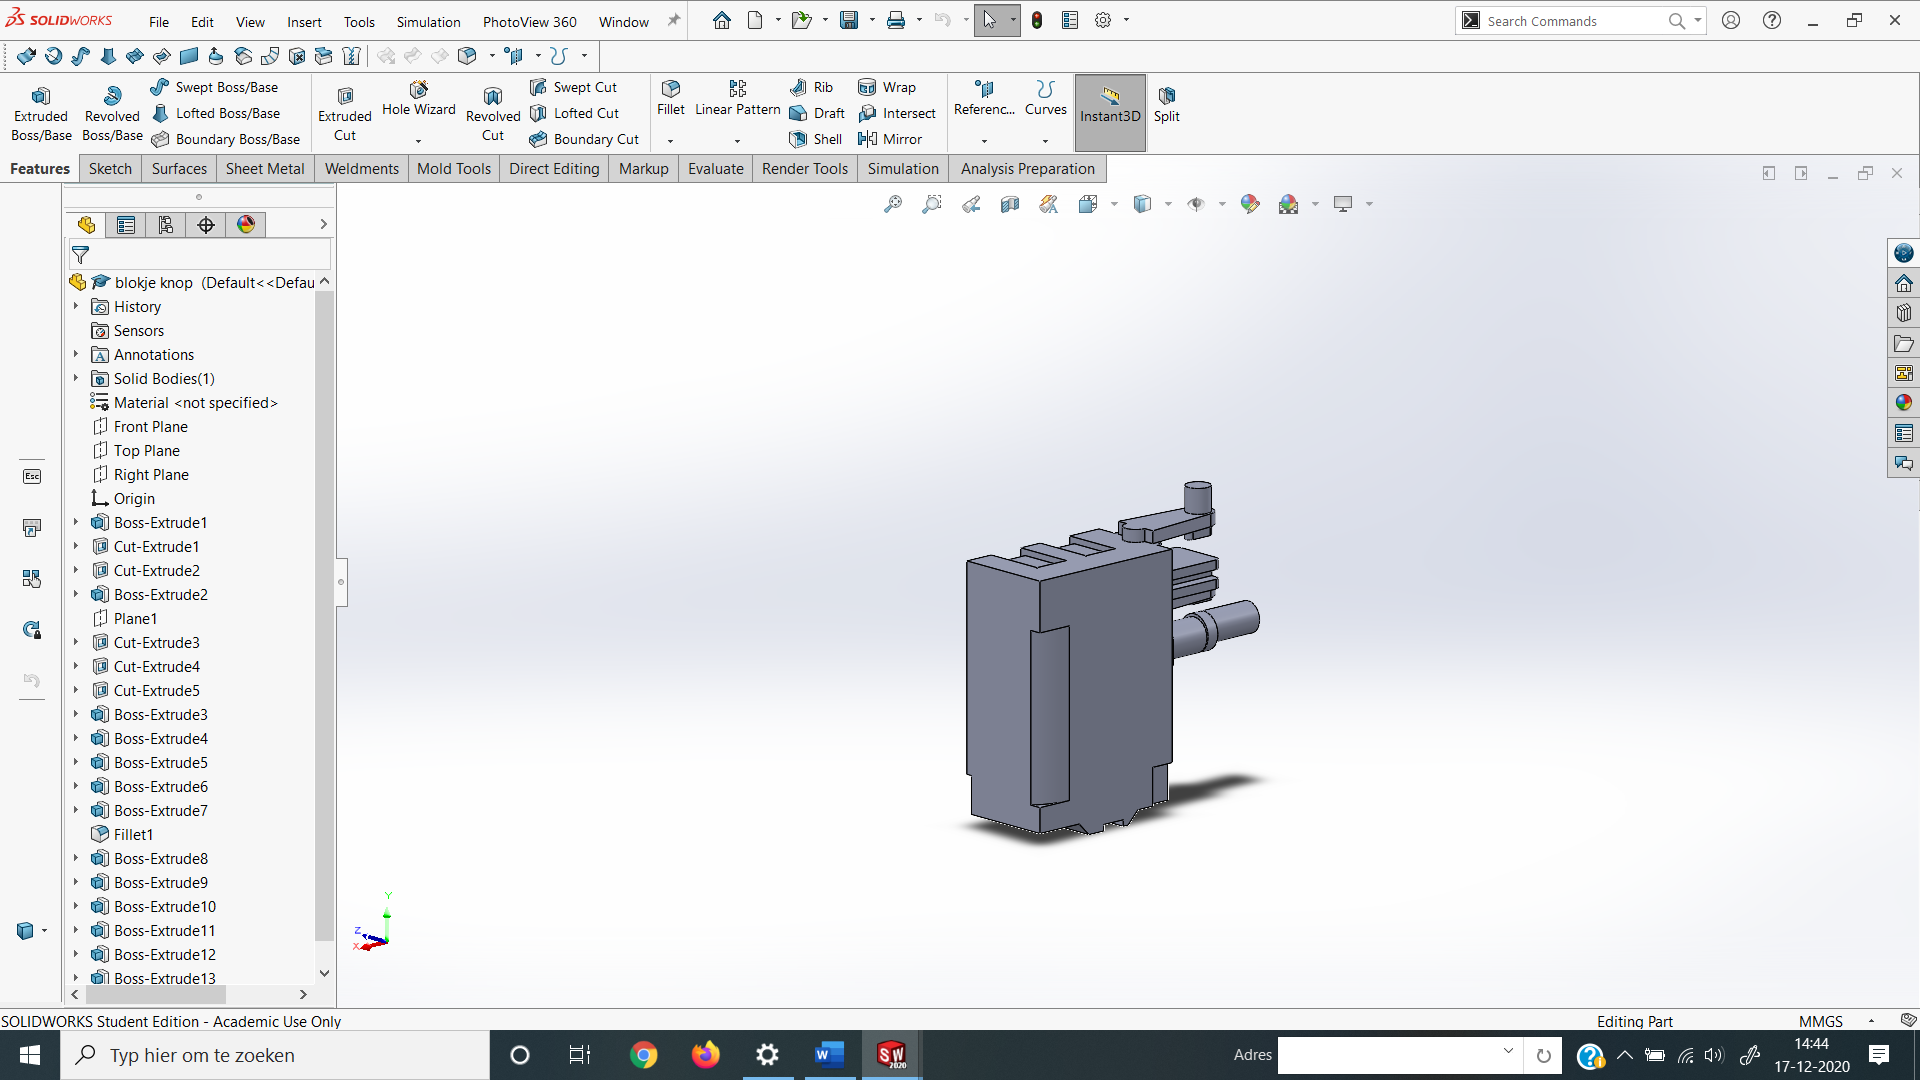 SOLIDWORKS File Edit View Insert Tools Simulation PhotoView 360 Window Search Commands
Extruded Boss/Base
Revolved Boss/Base
Swept Boss/Base
Lofted Boss/Base
Boundary Boss/Base
Extruded Cut
Hole Wizard
Revolved Cut
Swept Cut
Lofted Cut
Boundary Cut
Fillet
Linear Pattern
Rib
Draft
Shell
Wrap
Intersect
Mirror
Referenc...
Curves
Instant3D
Split
Features Sketch Surfaces Sheet Metal Weldments Mold Tools Direct Editing Markup Evaluate Render Tools Simulation Analysis Preparation
blokje knop (Default<<Defau
History
Sensors
Annotations
Solid Bodies(1)
Material <not specified>
Front Plane
Top Plane
Right Plane
Origin
Boss-Extrude1
Cut-Extrude1
Cut-Extrude2
Boss-Extrude2
Plane1
Cut-Extrude3
Cut-Extrude4
Cut-Extrude5
Boss-Extrude3
Boss-Extrude4
Boss-Extrude5
Boss-Extrude6
Boss-Extrude7
Fillet1
Boss-Extrude8
Boss-Extrude9
Boss-Extrude10
Boss-Extrude11
Boss-Extrude12
Boss-Extrude13
Esc
Y
Z
X
SOLIDWORKS Student Edition - Academic Use Only Editing Part MMGS
Typ hier om te zoeken
SW
2020
Adres
14:44
17-12-2020